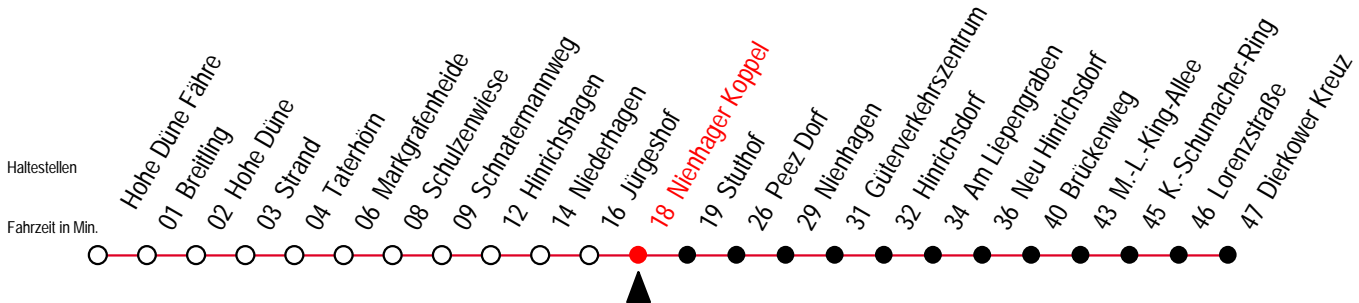 Haltestellen
Fahrzeit in Min.
Hohe Düne Fähre
01 Breitling
02 Hohe Düne
03 Strand
04 Taterhörn
06 Markgrafenheide
08 Schulzenwiese
09 Schnatermannweg
12 Hinrichshagen
14 Niederhagen
16 Jürgeshof
18 Nienhager Koppel
19 Stuthof
26 Peez Dorf
29 Nienhagen
31 Güterverkehrszentrum
32 Hinrichsdorf
34 Am Liepengraben
36 Neu Hinrichsdorf
40 Brückenweg
43 M.-L.-King-Allee
45 K.-Schumacher-Ring
46 Lorenzstraße
47 Dierkower Kreuz